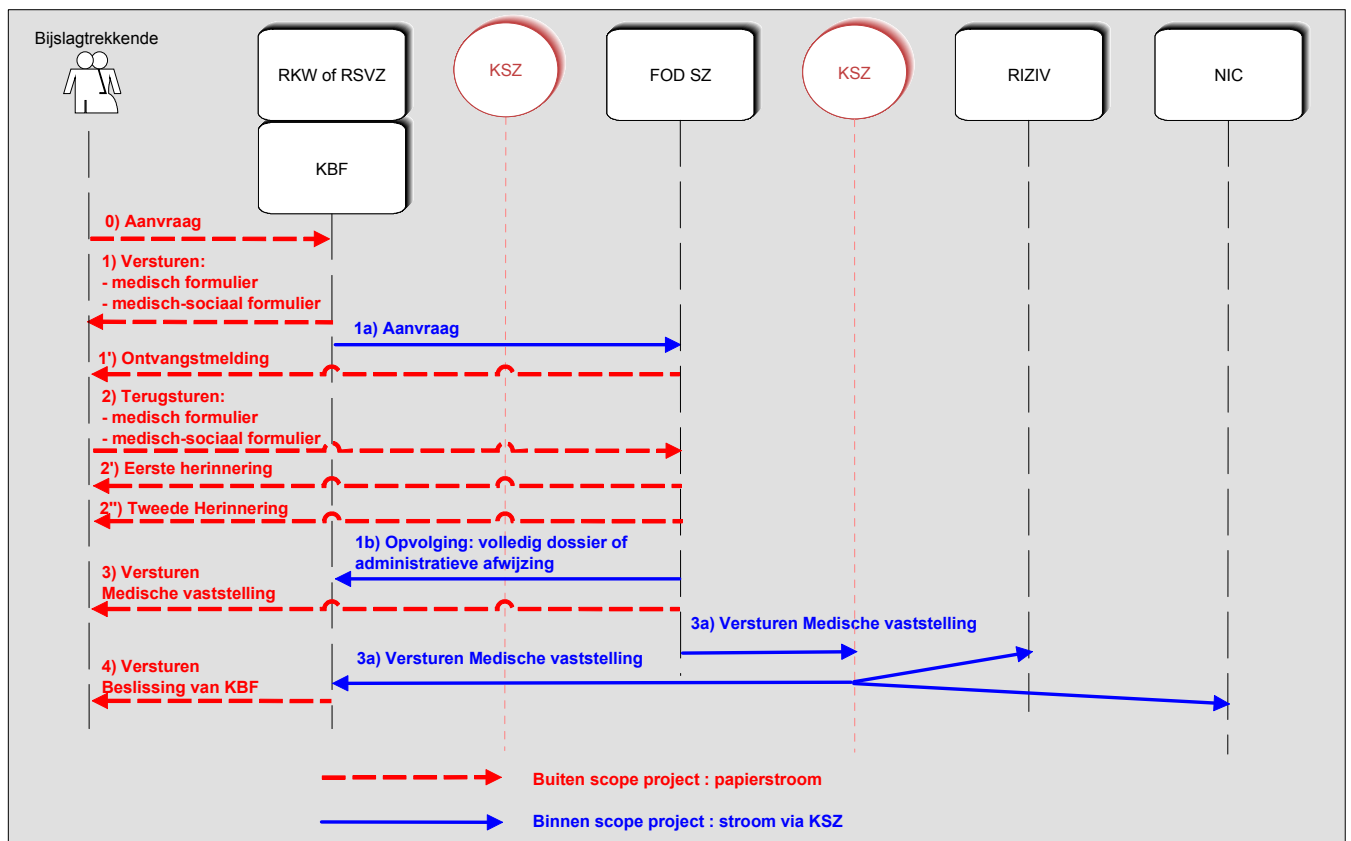 Bijslagtrekkende
RKW of RSVZ
KSZ
FOD SZ
KSZ
RIZIV
NIC
KBF
0) Aanvraag
1) Versturen:
- medisch formulier
- medisch-sociaal formulier
1a) Aanvraag
1') Ontvangstmelding
2) Terugsturen:
- medisch formulier
- medisch-sociaal formulier
2') Eerste herinnering
2'') Tweede Herinnering
1b) Opvolging: volledig dossier of
administratieve afwijzing
3) Versturen
Medische vaststelling
3a) Versturen Medische vaststelling
3a) Versturen Medische vaststelling
4) Versturen
Beslissing van KBF
Buiten scope project : papierstroom
Binnen scope project : stroom via KSZ